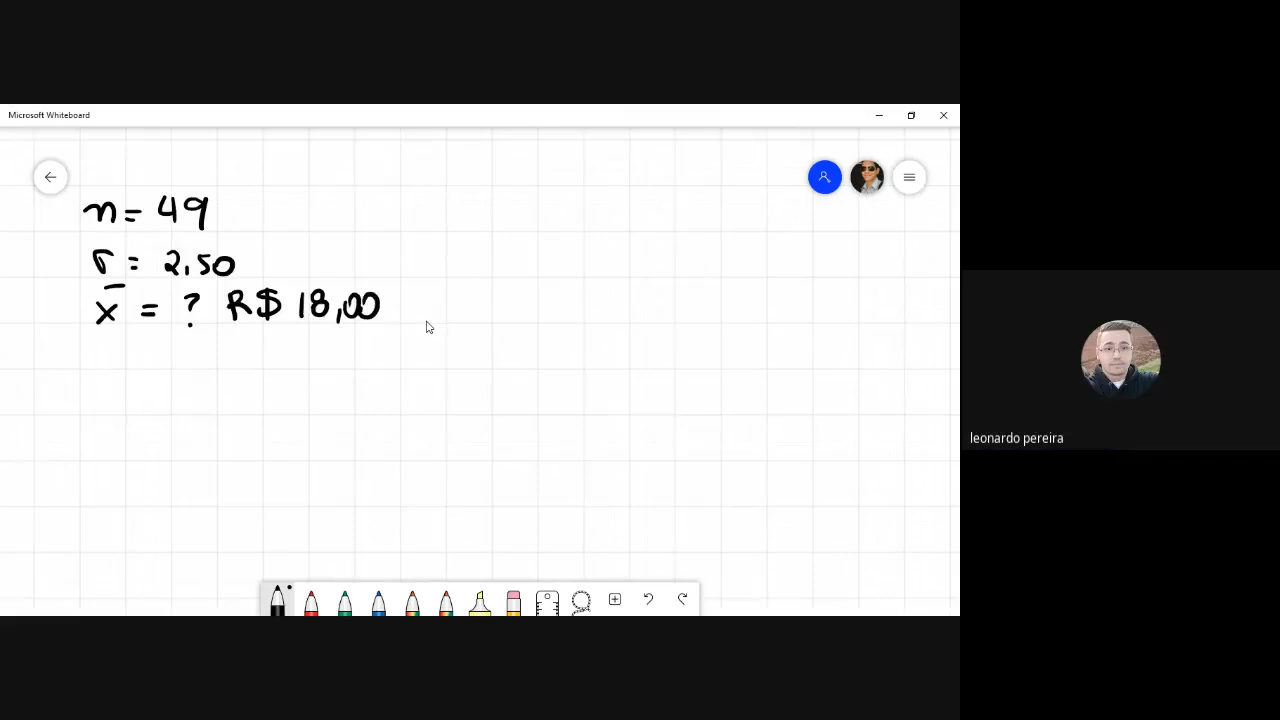 Microsoft Whiteboard
n = 49
σ = 2,50
x̄ = ? R$ 18,00
leonardo pereira